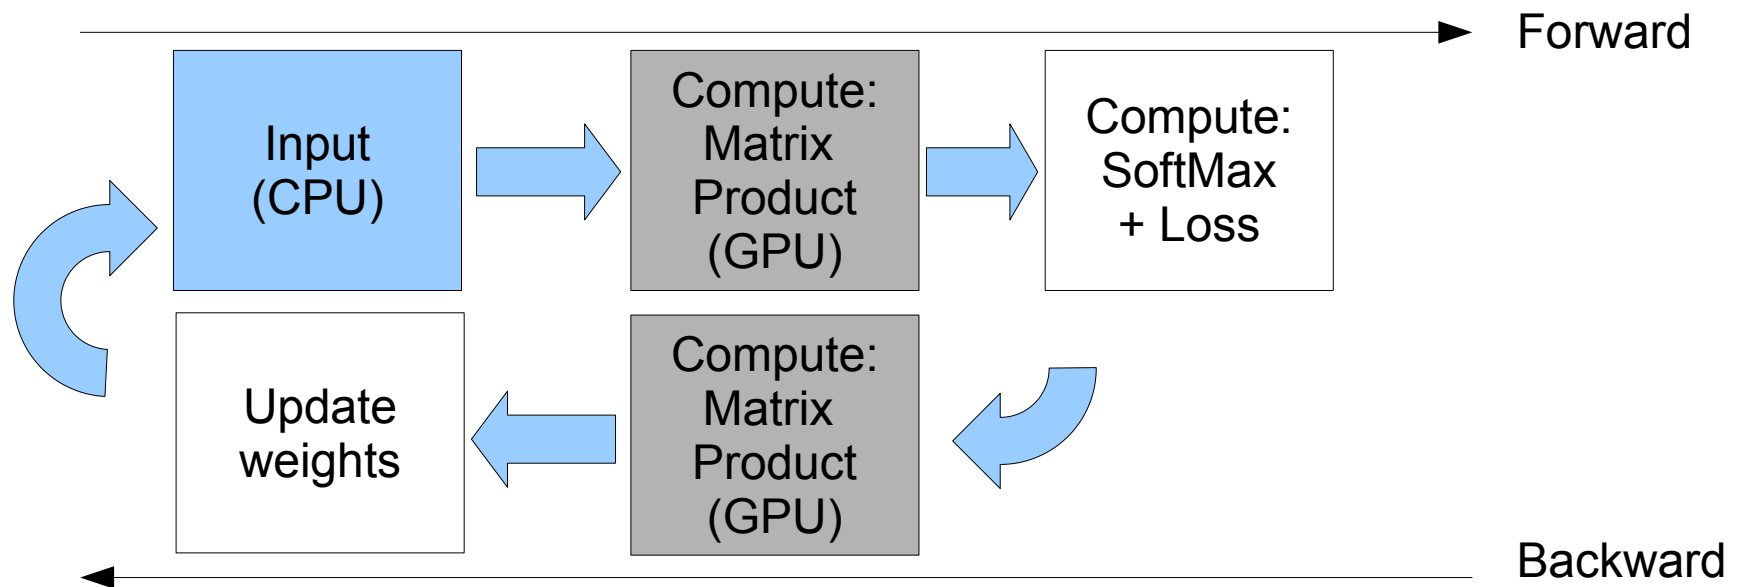 Forward
Input
(CPU)
Compute:
Matrix
Product
(GPU)
Compute:
SoftMax
+ Loss
Update
weights
Compute:
Matrix
Product
(GPU)
Backward